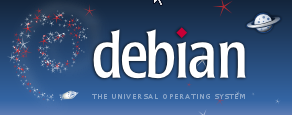 debian
THE UNIVERSAL OPERATING SYSTEM